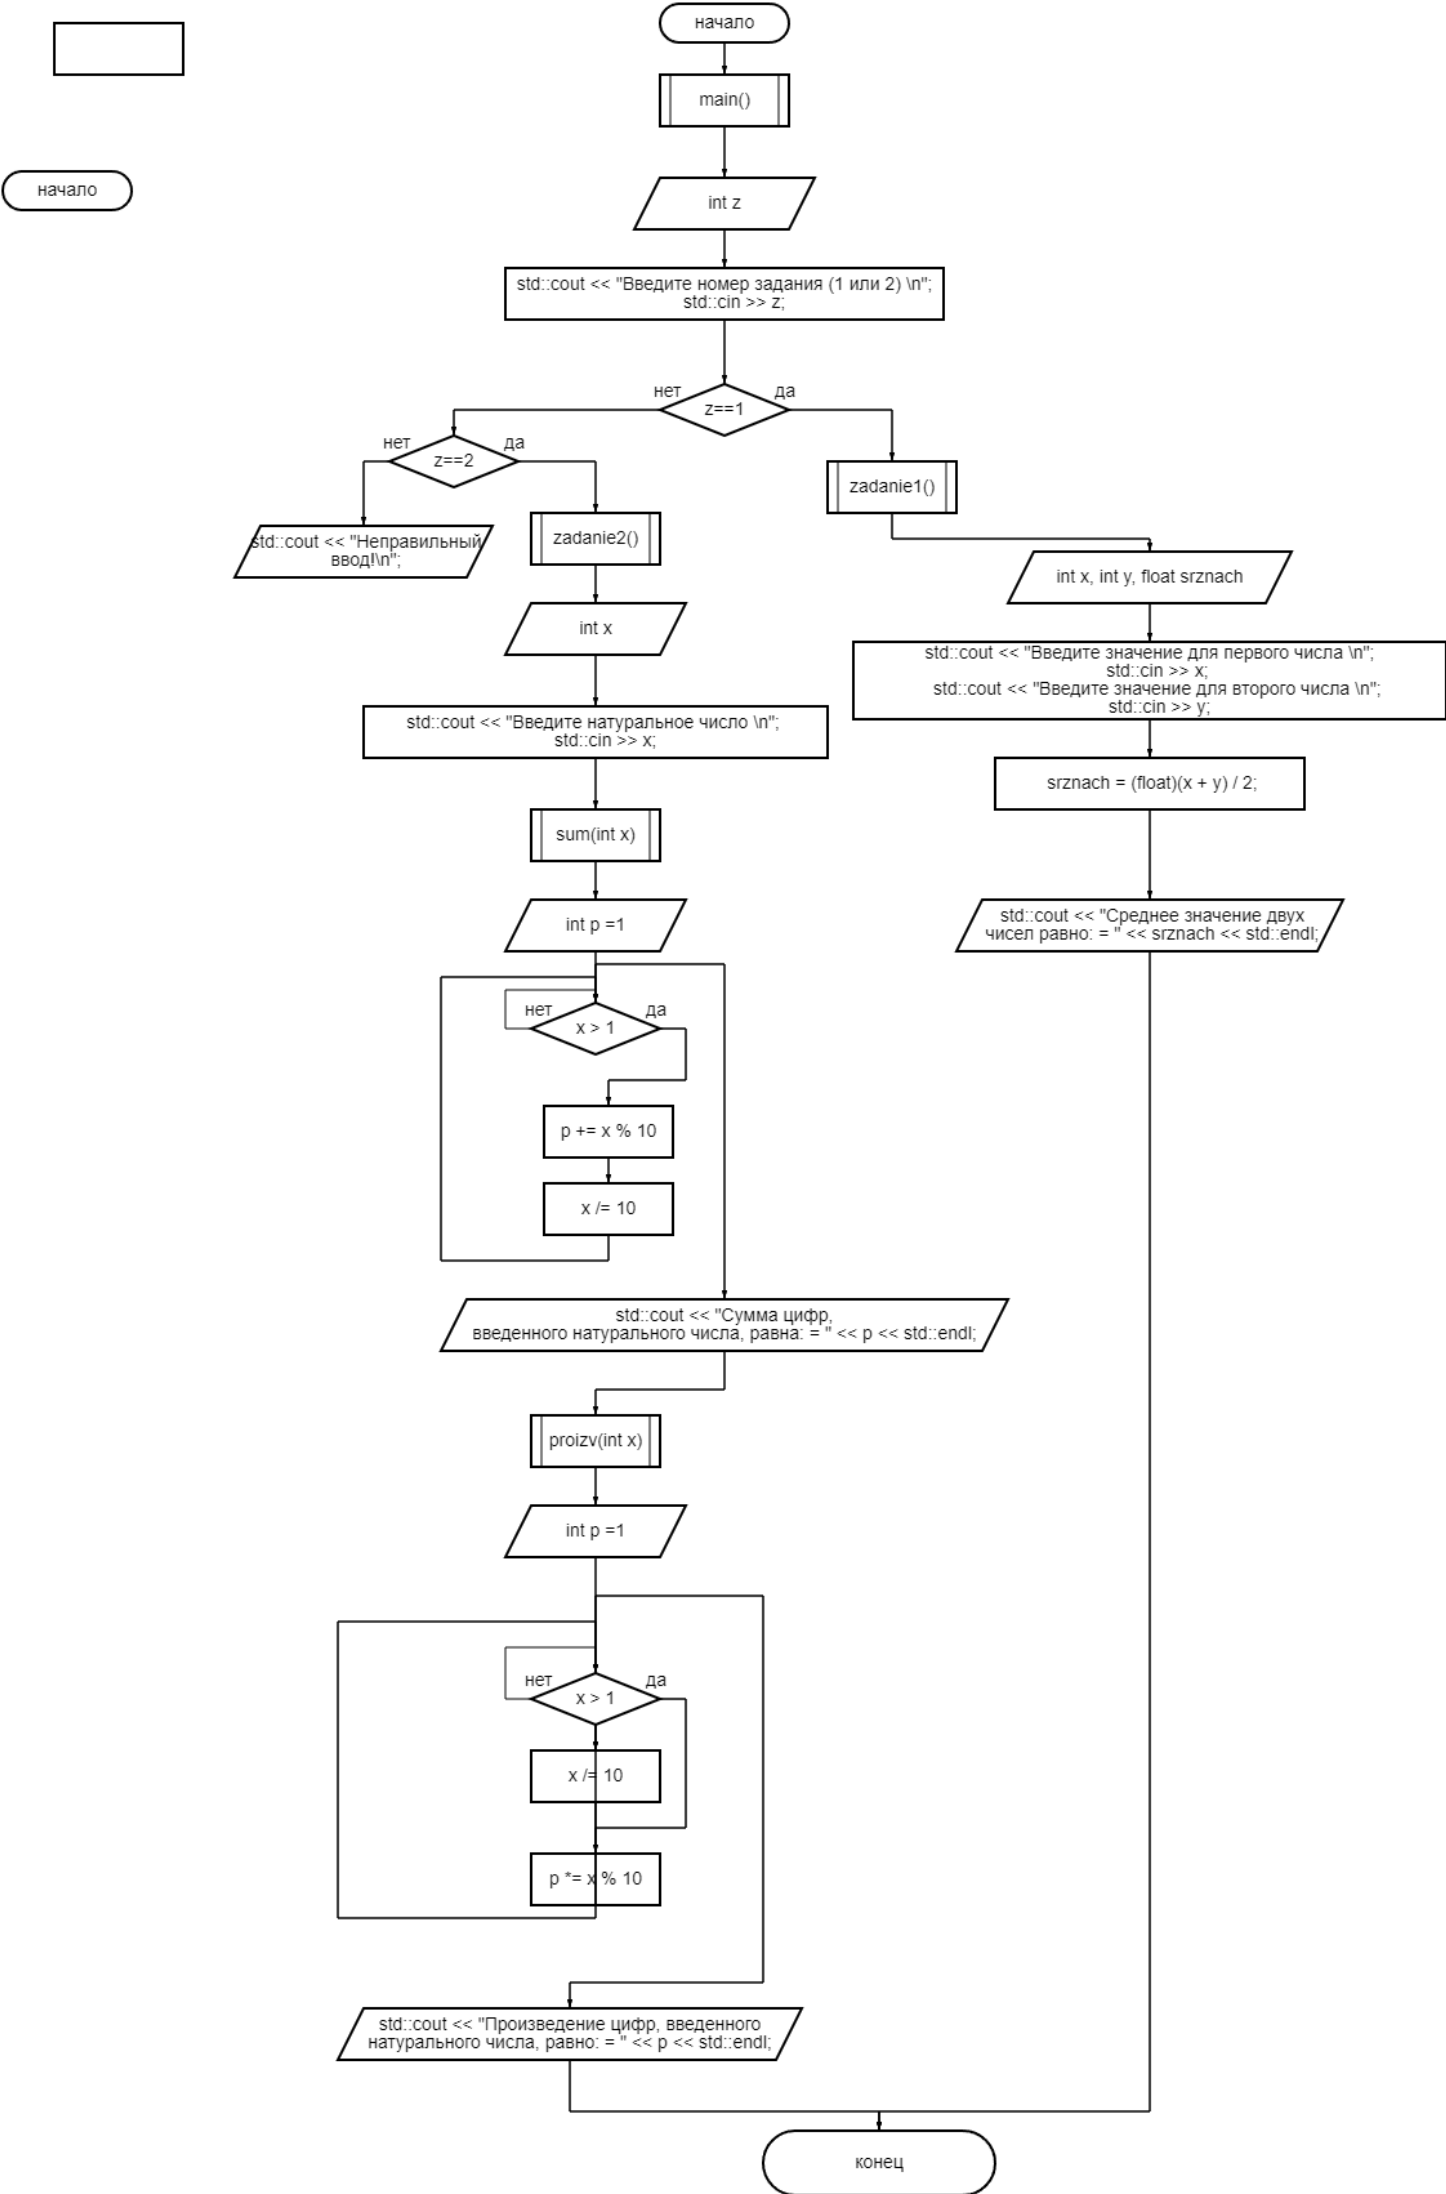 начало
main()
начало
int z
std::cout << "Введите номер задания (1 или 2) \n";
std::cin >> z;
нет
да
z==1
нет
да
z==2
zadanie1()
std::cout << "Неправильный
ввод!\n";
zadanie2()
int x, int y, float srznach
int x
std::cout << "Введите значение для первого числа \n";
std::cin >> x;
std::cout << "Введите значение для второго числа \n";
std::cin >> y;
std::cout << "Введите натуральное число \n";
std::cin >> x;
srznach = (float)(x + y) / 2;
sum(int x)
int p =1
std::cout << "Среднее значение двух
чисел равно: = " << srznach << std::endl;
нет
да
x > 1
p += x % 10
x /= 10
std::cout << "Сумма цифр,
введенного натурального числа, равна: = " << p << std::endl;
proizv(int x)
int p =1
нет
да
x > 1
x /= 10
p *= x % 10
std::cout << "Произведение цифр, введенного
натурального числа, равно: = " << p << std::endl;
конец